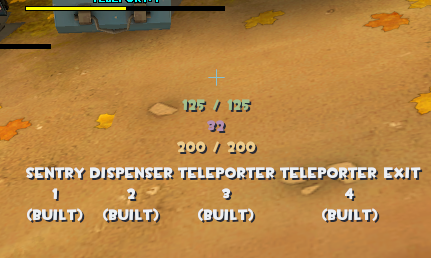 125 / 125
32
200 / 200
SENTRY DISPENSER TELEPORTER TELEPORTER EXIT
1 2 3 4
(BUILT) (BUILT) (BUILT) (BUILT)